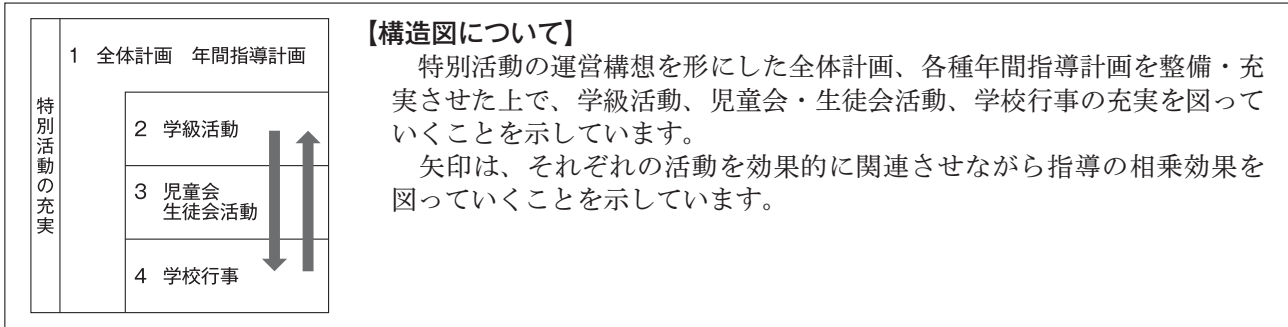 特別活動の充実
1 全体計画 年間指導計画
2 学級活動
3 児童会
生徒会活動
4 学校行事
【構造図について】
特別活動の運営構想を形にした全体計画、各種年間指導計画を整備・充
実させた上で、学級活動、児童会・生徒会活動、学校行事の充実を図って
いくことを示しています。
矢印は、それぞれの活動を効果的に関連させながら指導の相乗効果を
図っていくことを示しています。